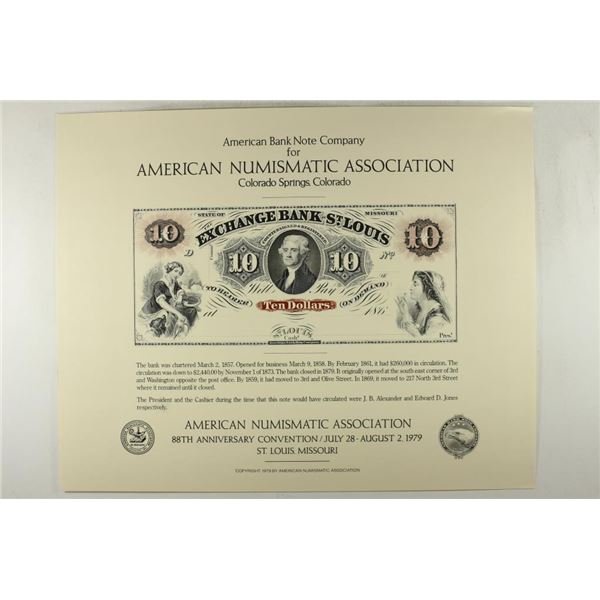 American Bank Note Company
for
AMERICAN NUMISMATIC ASSOCIATION
Colorado Springs, Colorado
STATE OF MISSOURI
THE EXCHANGE BANK OF ST. LOUIS
10 10
COUNTERSIGNED & REGISTERED
D No
10 10
Will Pay
TO BEARER Ten Dollars ON DEMAND
at 186
ST. LOUIS
Cash. Pres.
The bank was chartered March 2, 1857. Opened for business March 9, 1858. By February 1861, it had $260,000 in circulation. The
circulation was down to $2,440.00 by November 1 of 1873. The bank closed in 1879. It originally opened at the south east corner of 3rd
and Washington opposite the post office. By 1859, it had moved to 3rd and Olive Street. In 1869, it moved to 217 North 3rd Street
where it remained until it closed.
The President and the Cashier during the time that this note would have circulated were J. B. Alexander and Edward D. Jones
respectively.
AMERICAN NUMISMATIC ASSOCIATION
88TH ANNIVERSARY CONVENTION/JULY 28-AUGUST 2, 1979
ST. LOUIS, MISSOURI
©COPYRIGHT 1979 BY AMERICAN NUMISMATIC ASSOCIATION